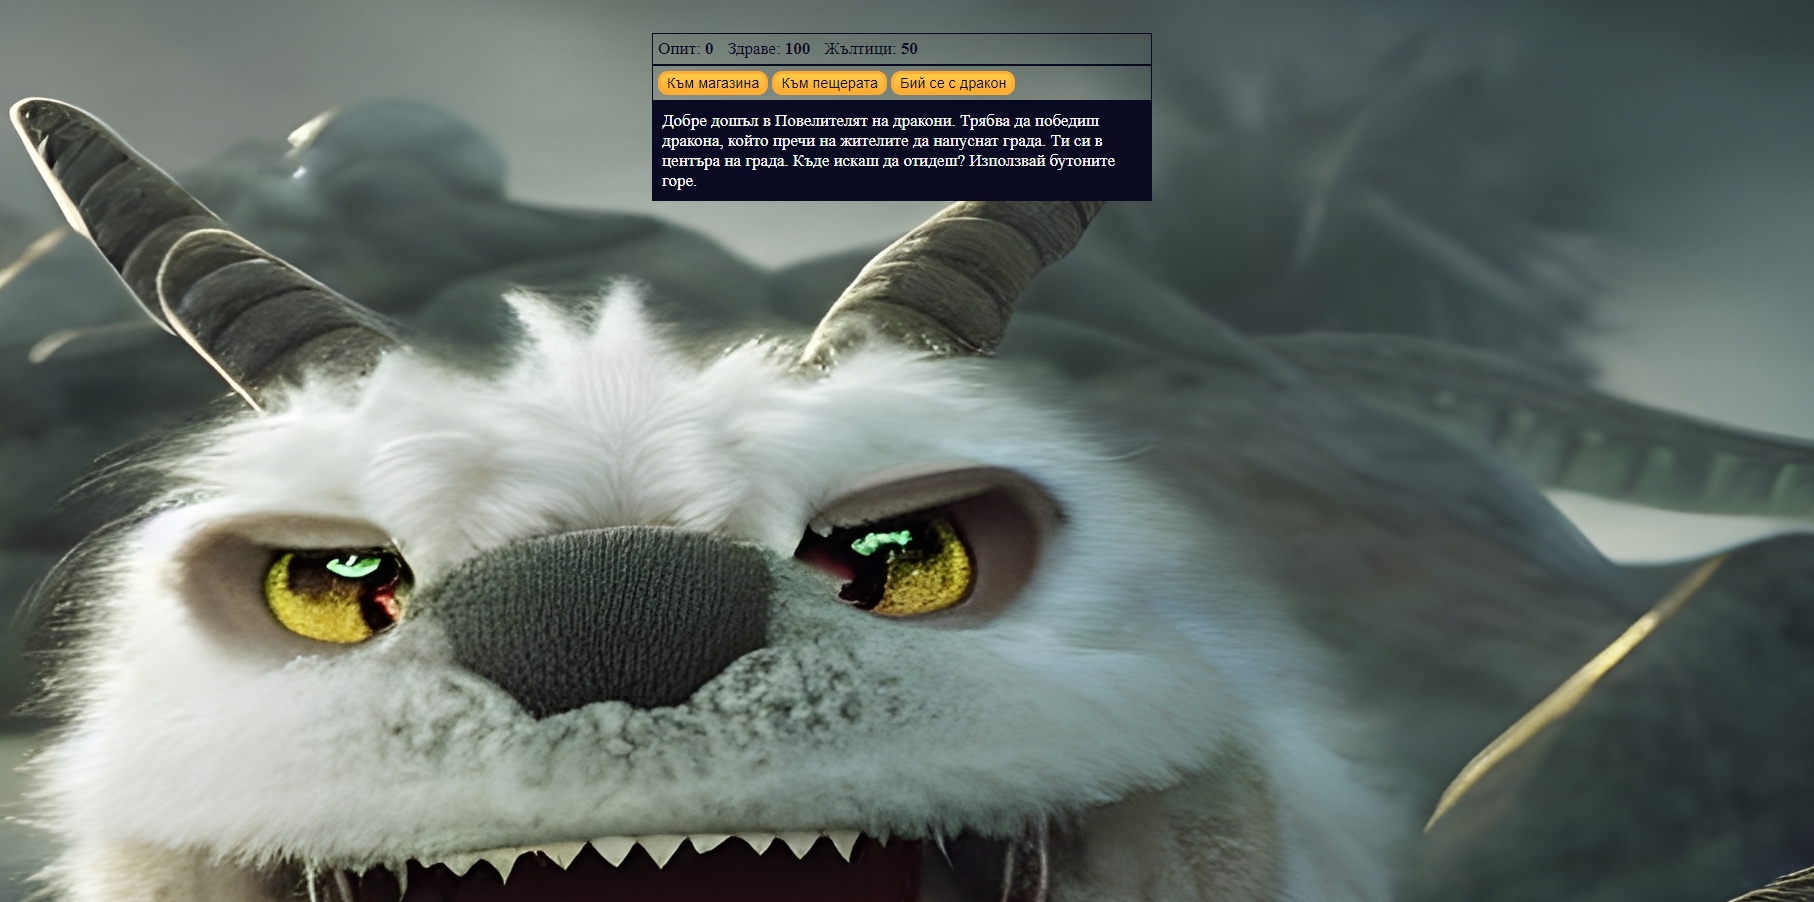 Опит: 0 Здраве: 100 Жълтици: 50
Към магазина Към пещерата Бий се с дракон
Добре дошъл в Повелителят на дракони. Трябва да победиш
дракона, който пречи на жителите да напуснат града. Ти си в
центъра на града. Къде искаш да отидеш? Използвай бутоните
горе.